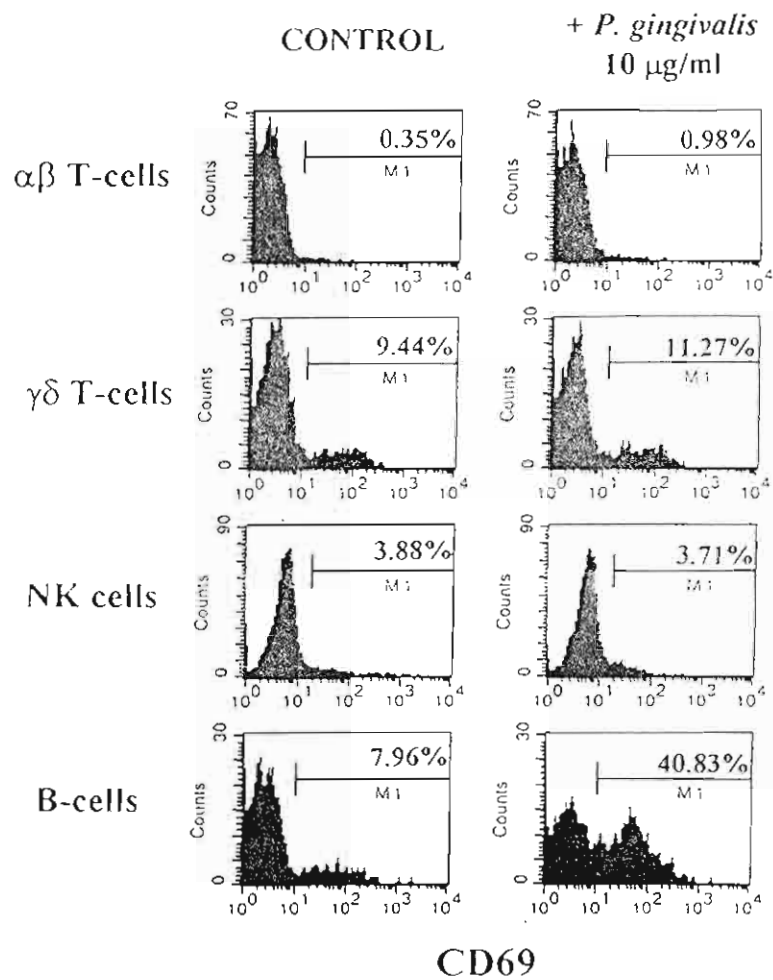 CONTROL
+ P. gingivalis
10 µg/ml
αβ T-cells
70
Counts
0
0.35%
M1
10⁰ 10¹ 10² 10³ 10⁴
70
Counts
0
0.98%
M1
10⁰ 10¹ 10² 10³ 10⁴
γδ T-cells
30
Counts
0
9.44%
M1
10⁰ 10¹ 10² 10³ 10⁴
30
Counts
0
11.27%
M1
10⁰ 10¹ 10² 10³ 10⁴
NK cells
90
Counts
0
3.88%
M1
10⁰ 10¹ 10² 10³ 10⁴
90
Counts
0
3.71%
M1
10⁰ 10¹ 10² 10³ 10⁴
B-cells
30
Counts
0
7.96%
M1
10⁰ 10¹ 10² 10³ 10⁴
30
Counts
0
40.83%
M1
10⁰ 10¹ 10² 10³ 10⁴
CD69